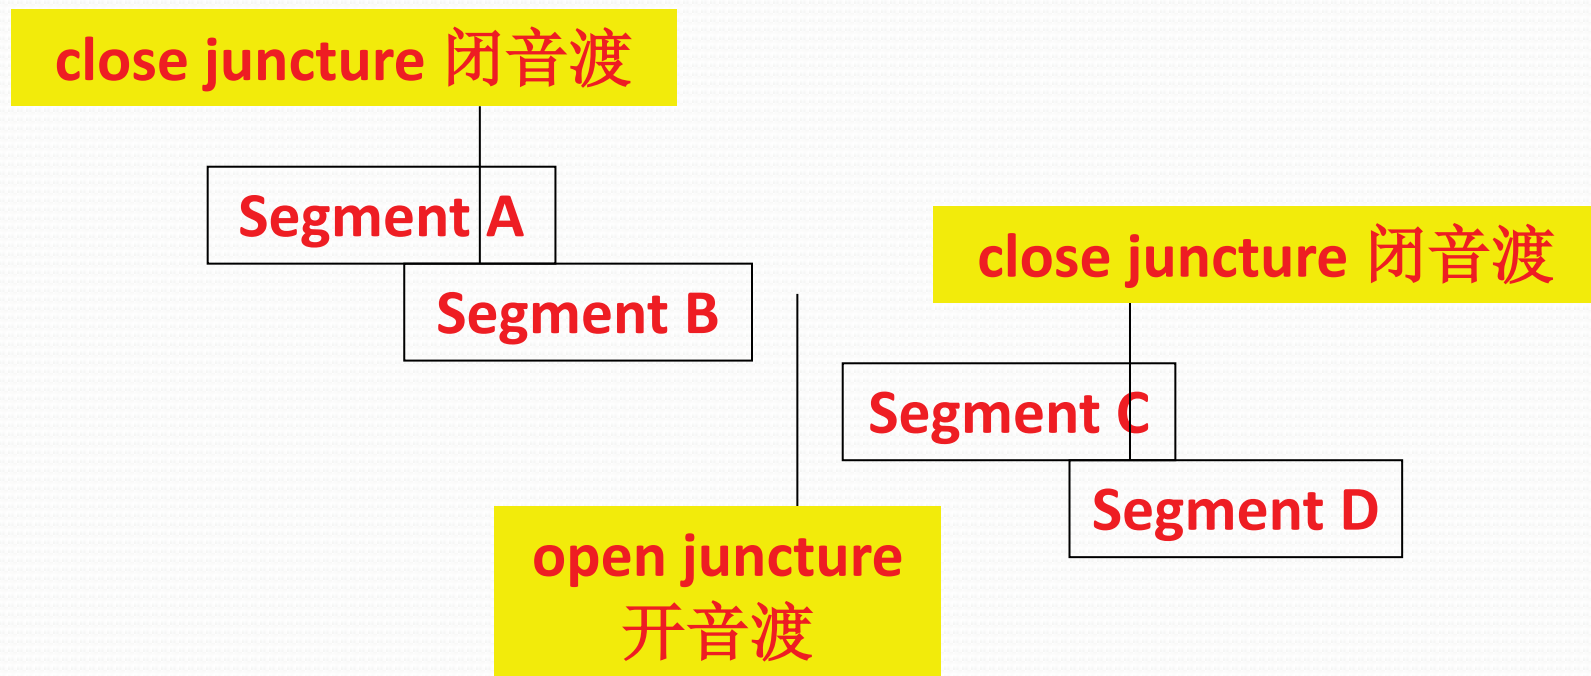 close juncture 闭音渡
Segment A
Segment B
close juncture 闭音渡
Segment C
Segment D
open juncture
开音渡